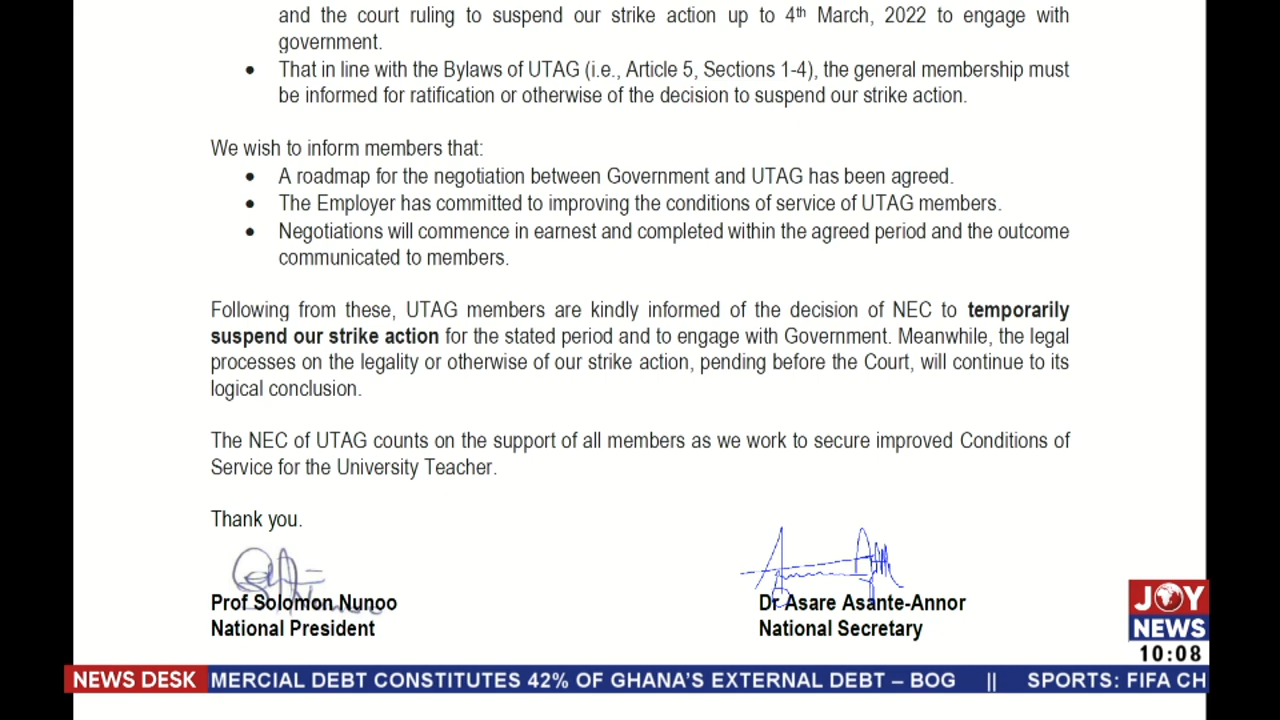 and the court ruling to suspend our strike action up to 4th March, 2022 to engage with
government.
• That in line with the Bylaws of UTAG (i.e., Article 5, Sections 1-4), the general membership must
be informed for ratification or otherwise of the decision to suspend our strike action.
We wish to inform members that:
• A roadmap for the negotiation between Government and UTAG has been agreed.
• The Employer has committed to improving the conditions of service of UTAG members.
• Negotiations will commence in earnest and completed within the agreed period and the outcome
communicated to members.
Following from these, UTAG members are kindly informed of the decision of NEC to temporarily
suspend our strike action for the stated period and to engage with Government. Meanwhile, the legal
processes on the legality or otherwise of our strike action, pending before the Court, will continue to its
logical conclusion.
The NEC of UTAG counts on the support of all members as we work to secure improved Conditions of
Service for the University Teacher.
Thank you.
Prof Solomon Nunoo
National President
Dr Asare Asante-Annor
National Secretary
JOY
NEWS
10:08
NEWS DESK MERCIAL DEBT CONSTITUTES 42% OF GHANA'S EXTERNAL DEBT – BOG || SPORTS: FIFA CH